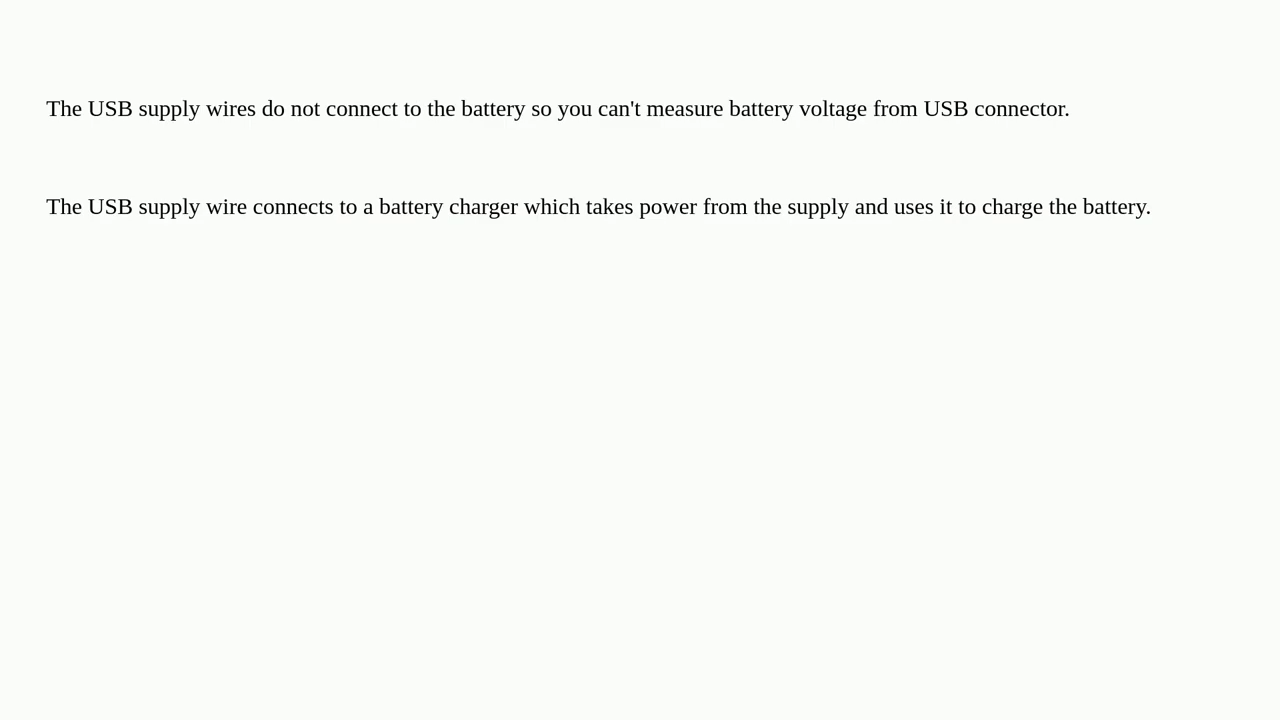 The USB supply wires do not connect to the battery so you can't measure battery voltage from USB connector.
The USB supply wire connects to a battery charger which takes power from the supply and uses it to charge the battery.